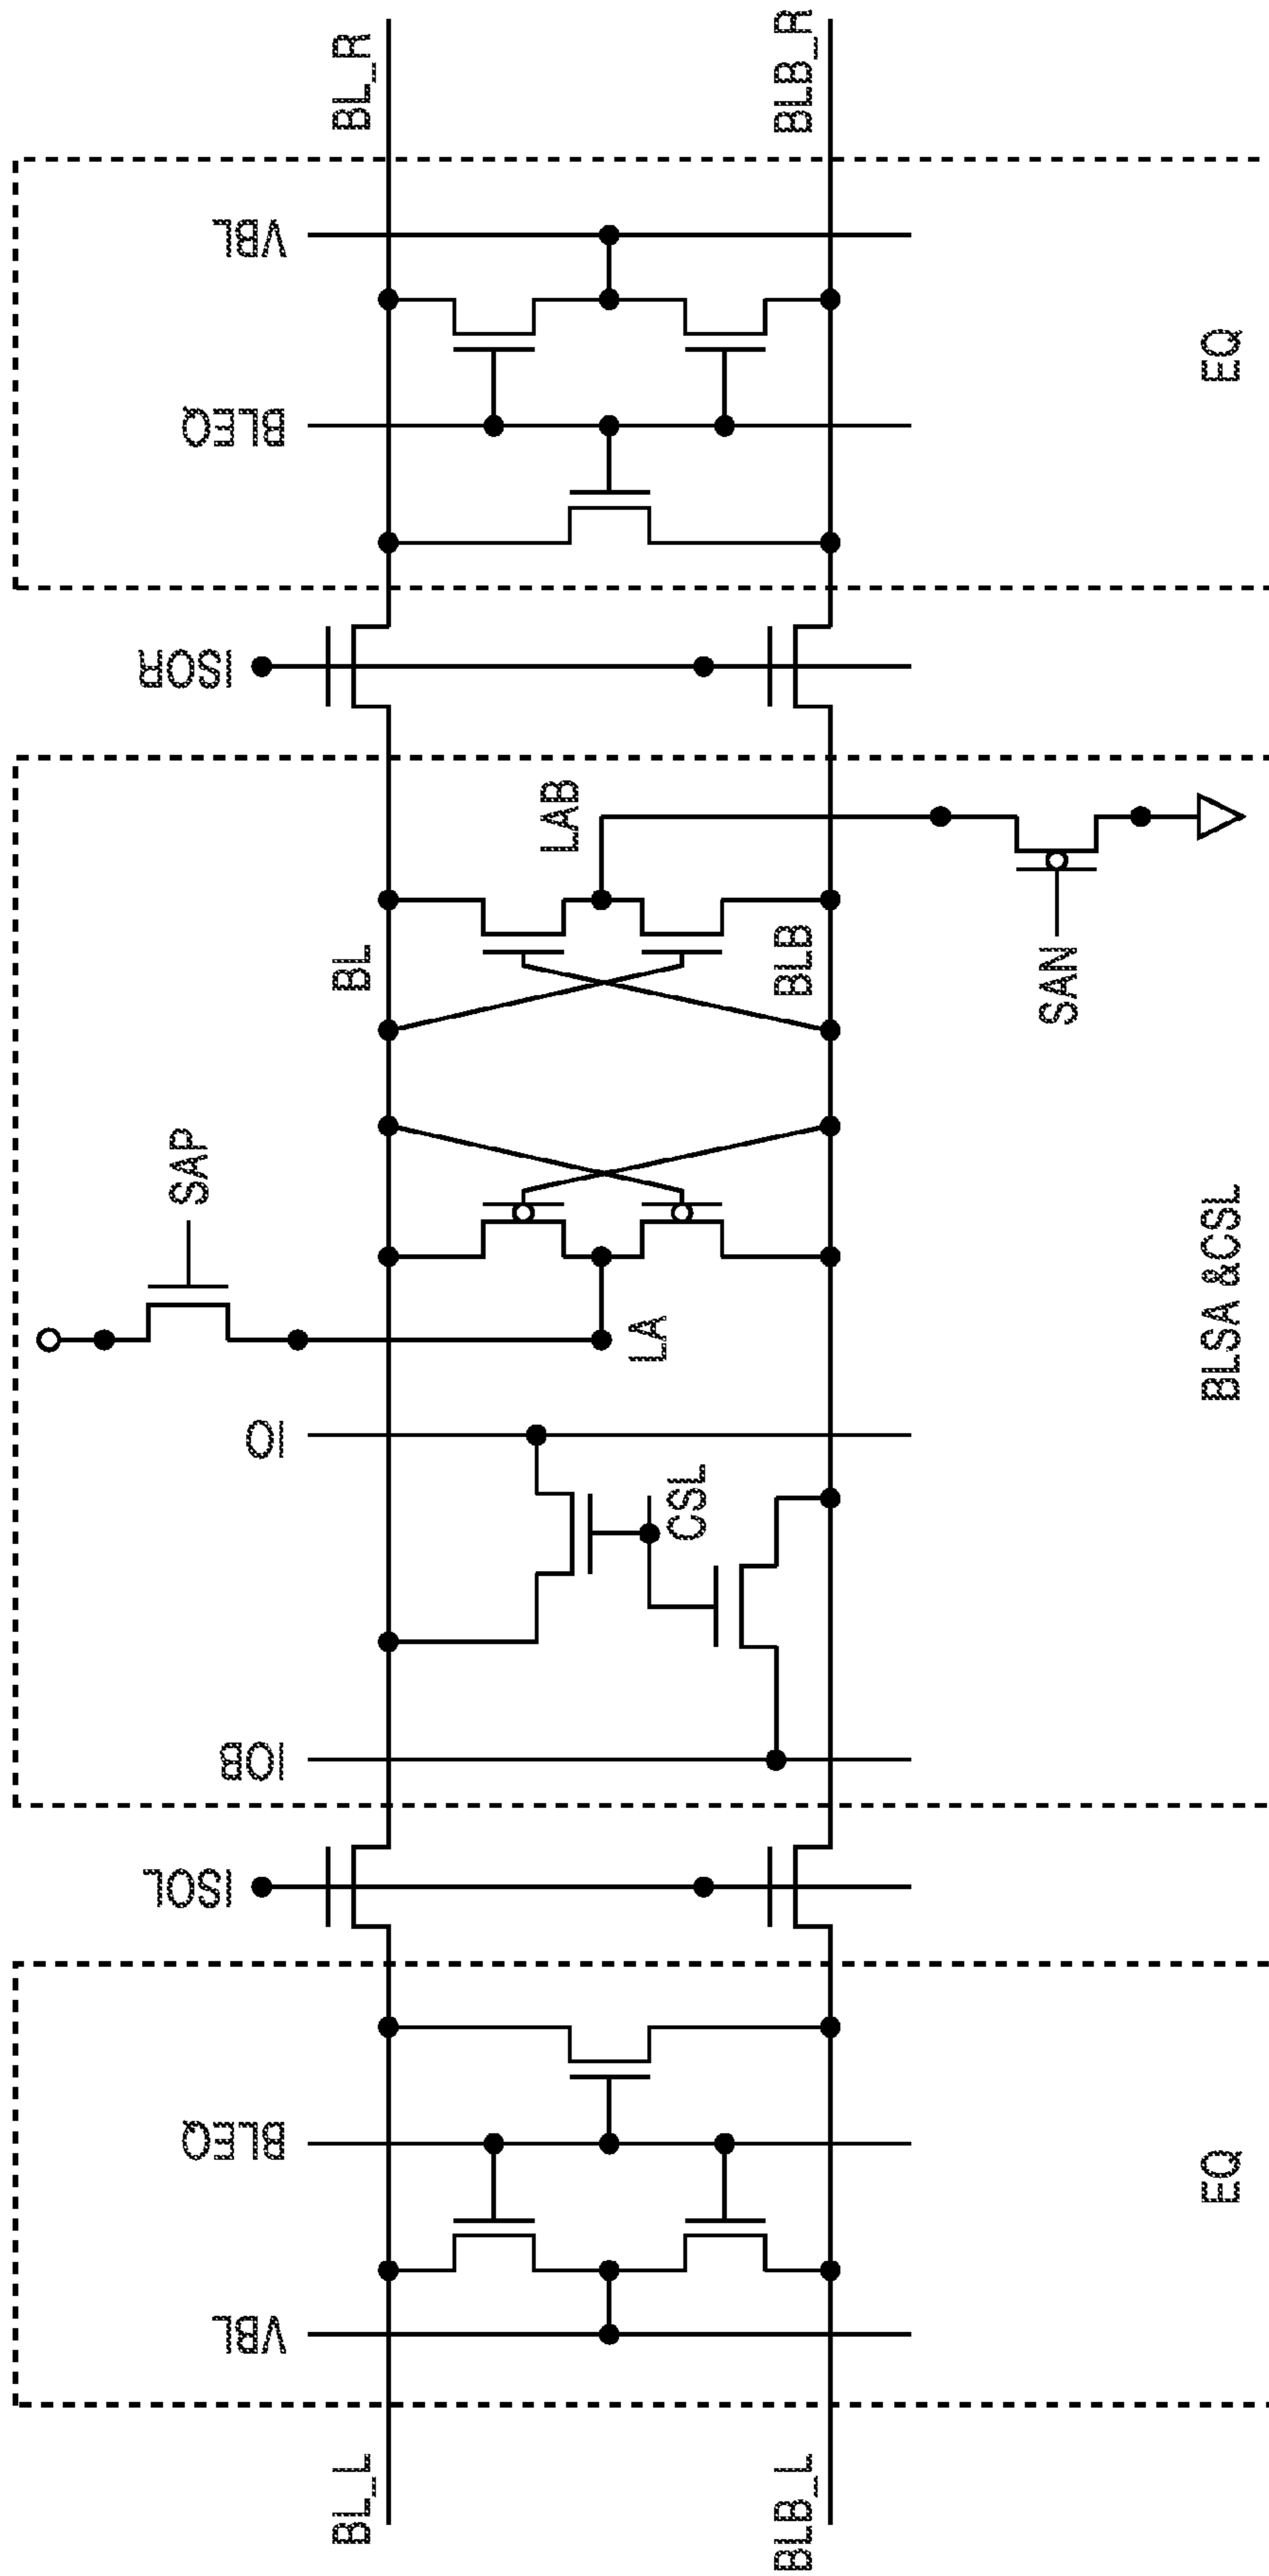 BL_L
BLB_L
VBL
BLEQ
EQ
ISOL
IOB
IO
CSL
LA
SAP
BL
BLB
LAB
SAN
BLSA &CSL
ISOR
BLEQ
VBL
EQ
BL_R
BLB_R